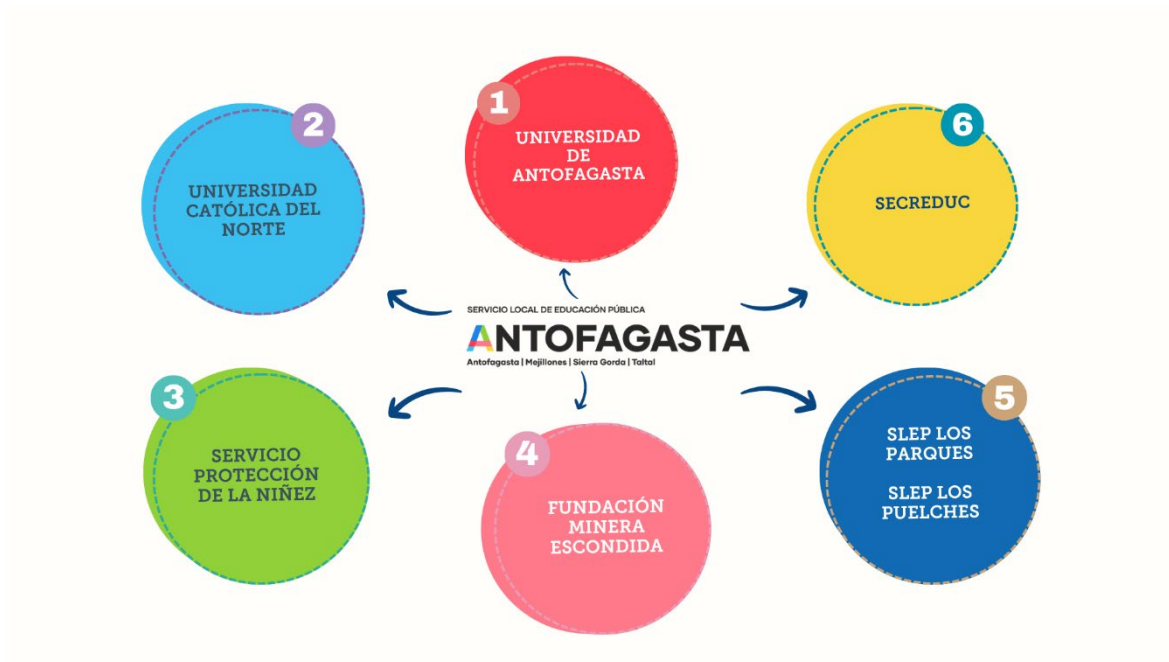 1
UNIVERSIDAD
DE
ANTOFAGASTA
2
UNIVERSIDAD
CATÓLICA DEL
NORTE
6
SECREDUC
SERVICIO LOCAL DE EDUCACIÓN PÚBLICA
ANTOFAGASTA
Antofagasta | Mejillones | Sierra Gorda | Taltal
3
SERVICIO
PROTECCIÓN
DE LA NIÑEZ
4
FUNDACIÓN
MINERA
ESCONDIDA
5
SLEP LOS
PARQUES
SLEP LOS
PUELCHES